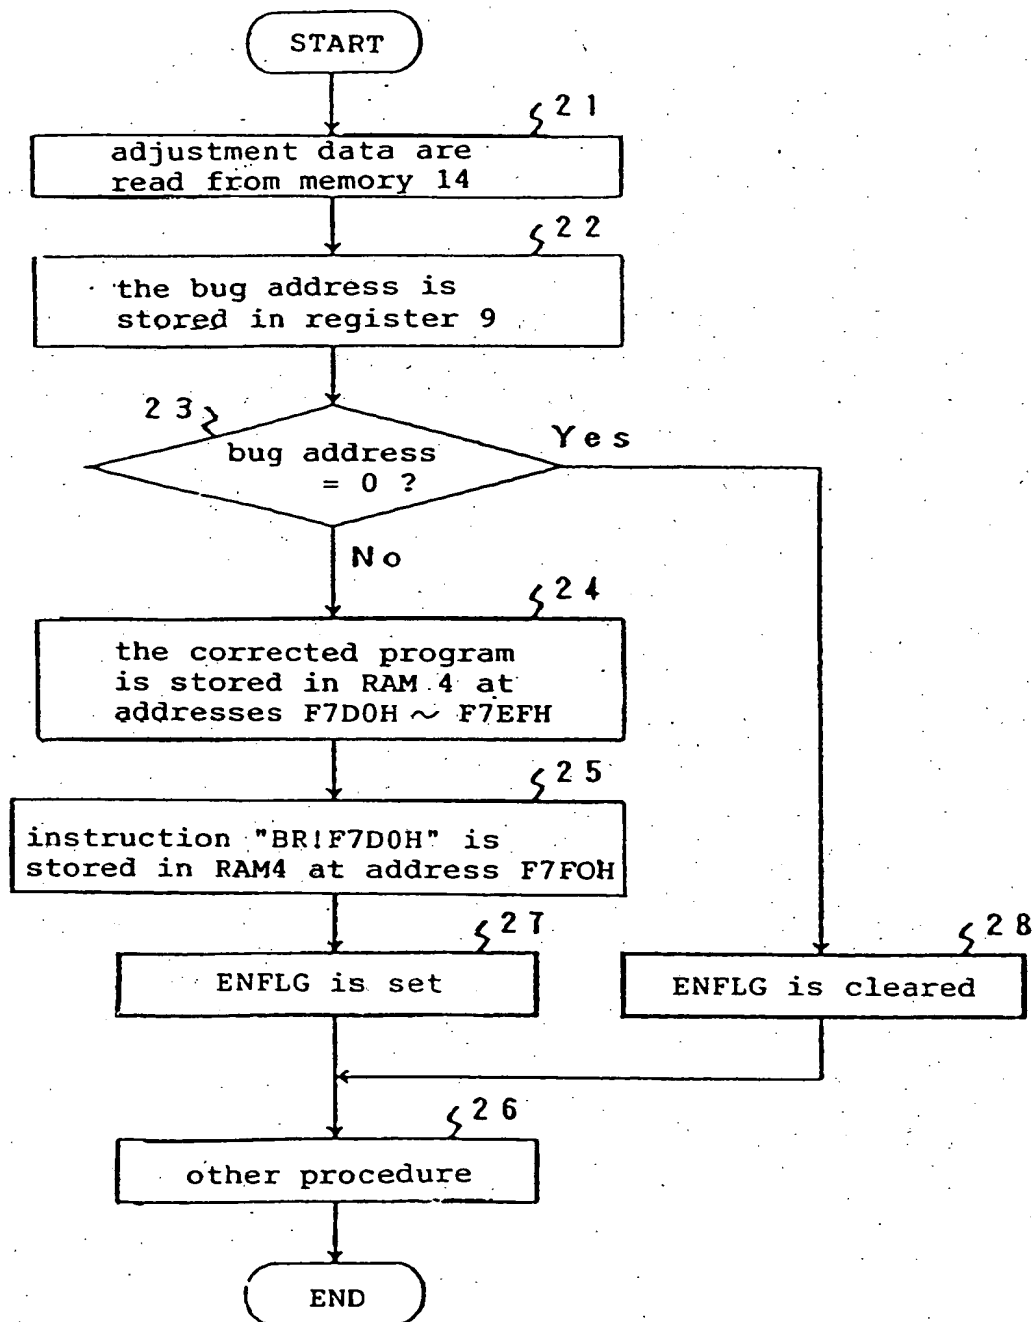 START
21
adjustment data are
read from memory 14
22
the bug address is
stored in register 9
23
bug address
= 0 ?
Yes
No
24
the corrected program
is stored in RAM 4 at
addresses F7D0H ~ F7EFH
25
instruction "BR!F7D0H" is
stored in RAM4 at address F7F0H
27
ENFLG is set
28
ENFLG is cleared
26
other procedure
END